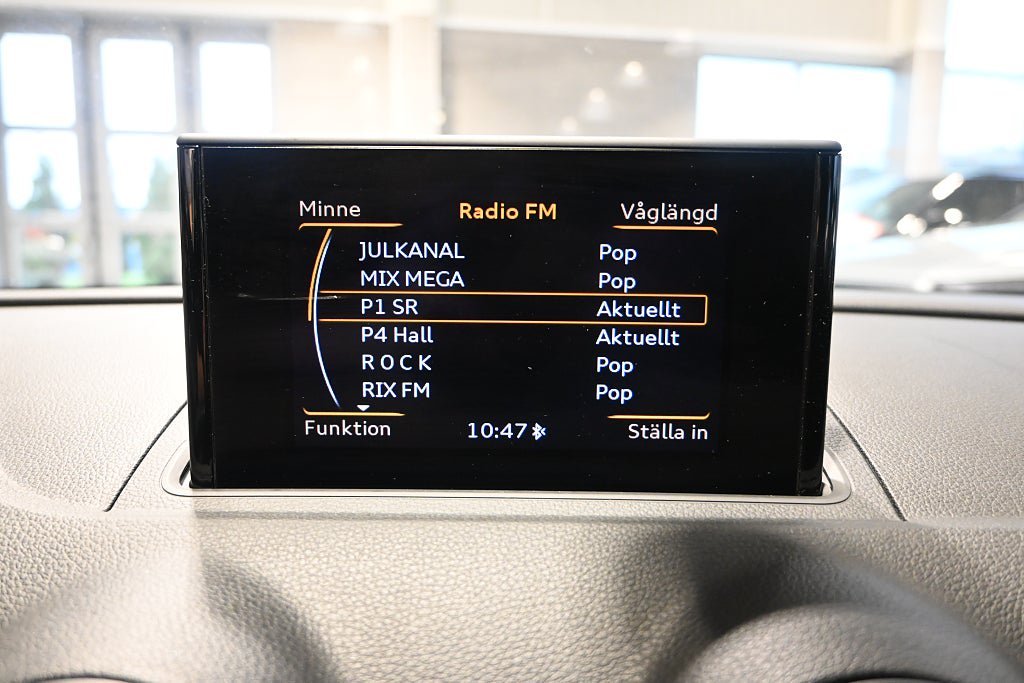 Minne Radio FM Våglängd
JULKANAL Pop
MIX MEGA Pop
P1 SR Aktuellt
P4 Hall Aktuellt
R O C K Pop
RIX FM Pop
Funktion 10:47 Ställa in